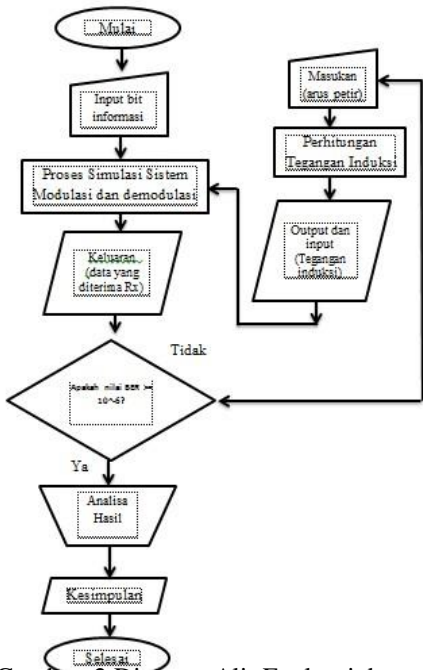 Mulai
Input bit
informasi
Proses Simulasi Sistem
Modulasi dan demodulasi
Keluaran
(data yang
diterima Rx)
Masukan
(arus petir)
Perhitungan
Tegangan Induksi
Output dan
input
(Tegangan
induksi)
Tidak
Apakah nilai BER >=
10^-6?
Ya
Analisa
Hasil
Kesimpulan
Selesai